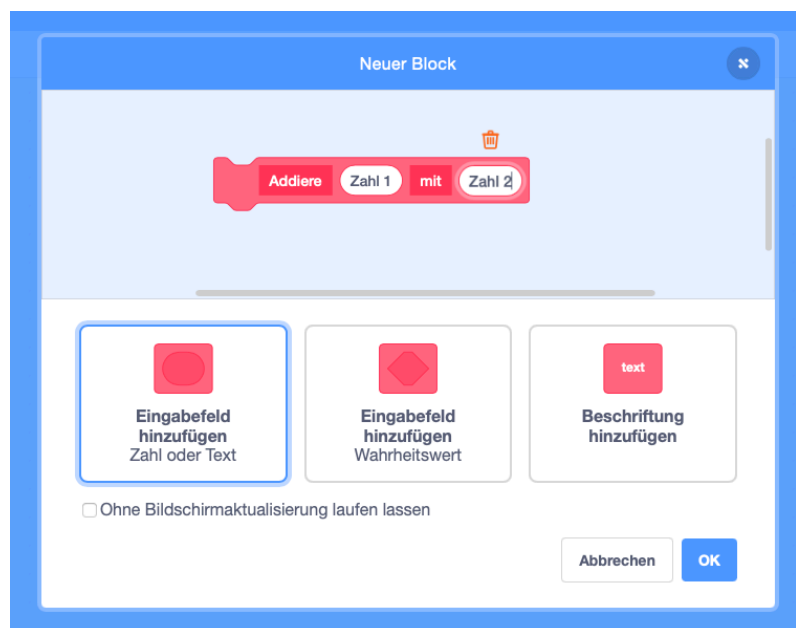 Neuer Block
Addiere Zahl 1 mit Zahl 2
text
Eingabefeld
hinzufügen
Zahl oder Text
Eingabefeld
hinzufügen
Wahrheitswert
Beschriftung
hinzufügen
Ohne Bildschirmaktualisierung laufen lassen
Abbrechen
OK